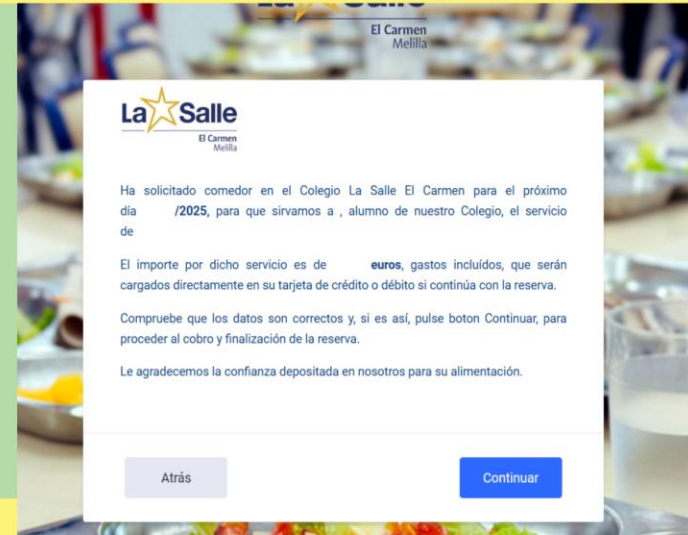 La Salle
El Carmen
Melilla
La Salle
El Carmen
Melilla
Ha solicitado comedor en el Colegio La Salle El Carmen para el próximo
día /2025, para que sirvamos a , alumno de nuestro Colegio, el servicio
de
El importe por dicho servicio es de euros, gastos incluídos, que serán
cargados directamente en su tarjeta de crédito o débito si continúa con la reserva.
Compruebe que los datos son correctos y, si es así, pulse boton Continuar, para
proceder al cobro y finalización de la reserva.
Le agradecemos la confianza depositada en nosotros para su alimentación.
Atrás
Continuar